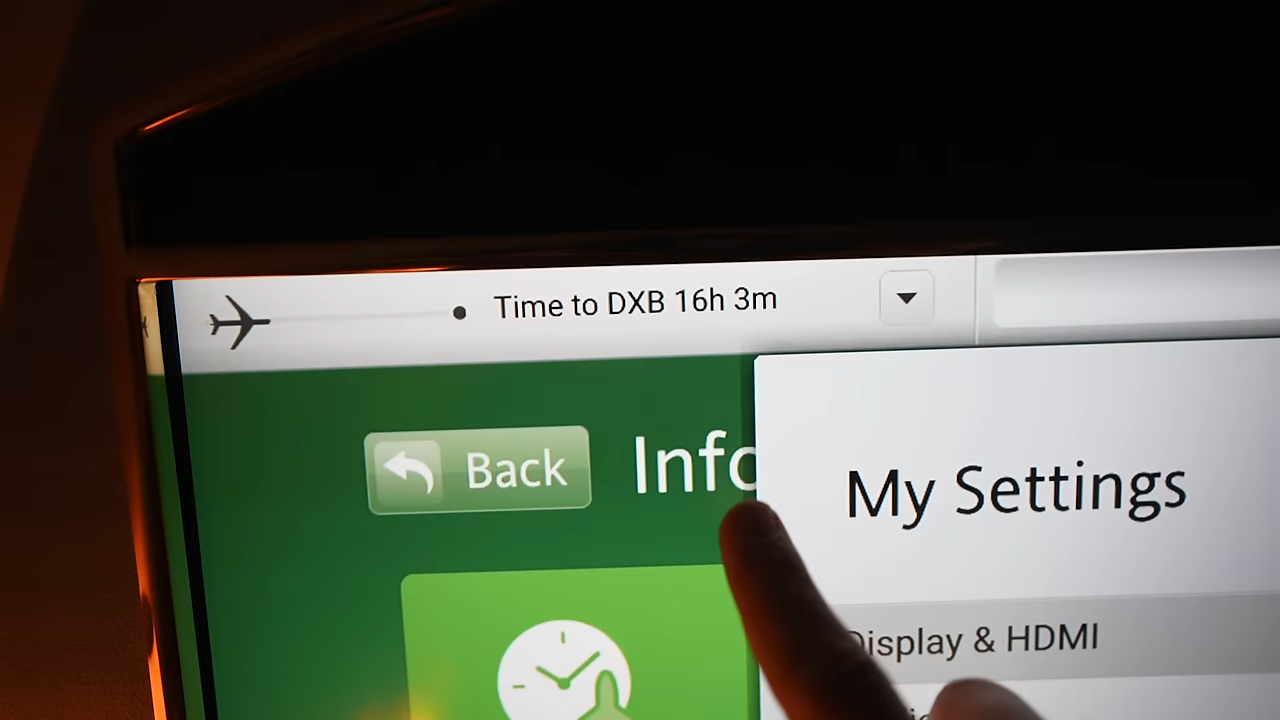 Time to DXB 16h 3m
Back
Info
My Settings
Display & HDMI